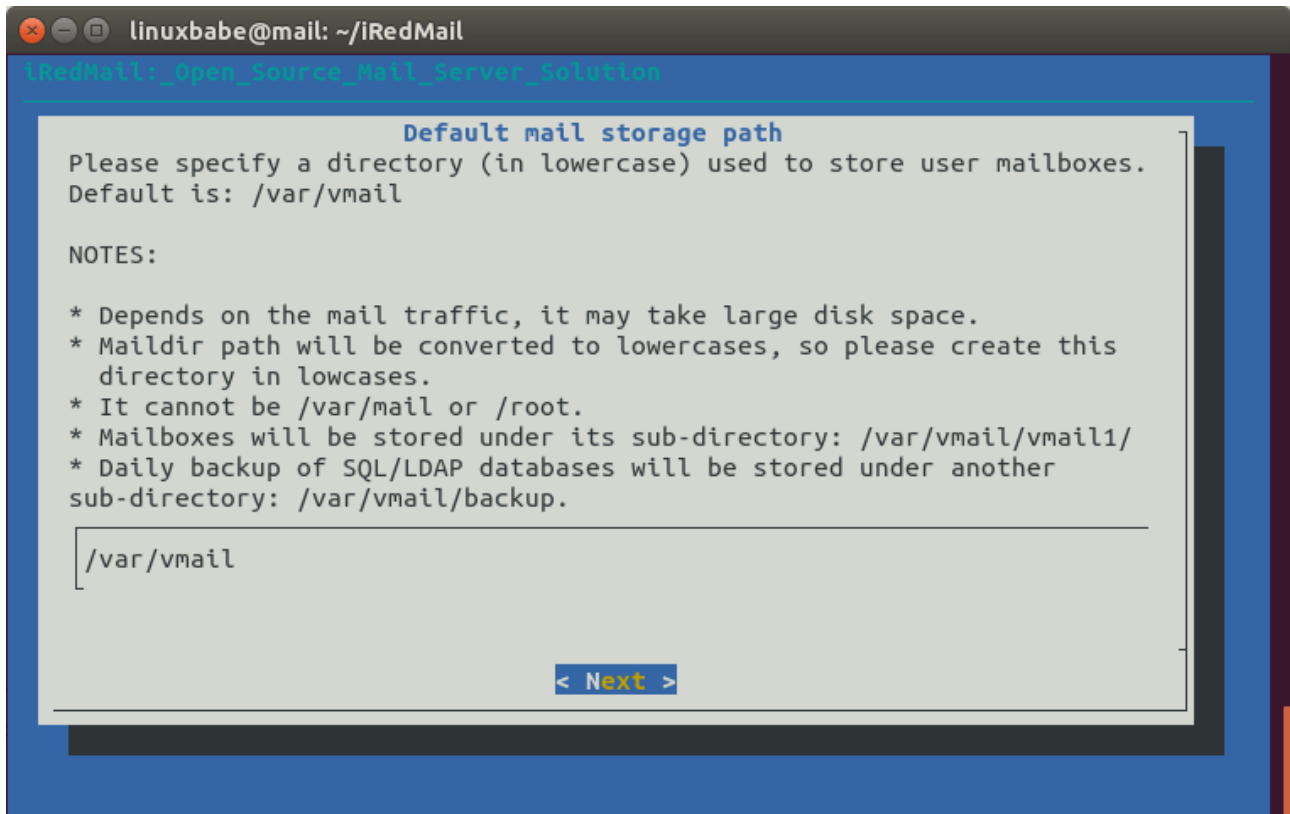 linuxbabe@mail: ~/iRedMail
iRedMail:_Open_Source_Mail_Server_Solution
Default mail storage path
Please specify a directory (in lowercase) used to store user mailboxes.
Default is: /var/vmail
NOTES:
* Depends on the mail traffic, it may take large disk space.
* Maildir path will be converted to lowercases, so please create this
directory in lowcases.
* It cannot be /var/mail or /root.
* Mailboxes will be stored under its sub-directory: /var/vmail/vmail1/
* Daily backup of SQL/LDAP databases will be stored under another
sub-directory: /var/vmail/backup.
/var/vmail
< Next >